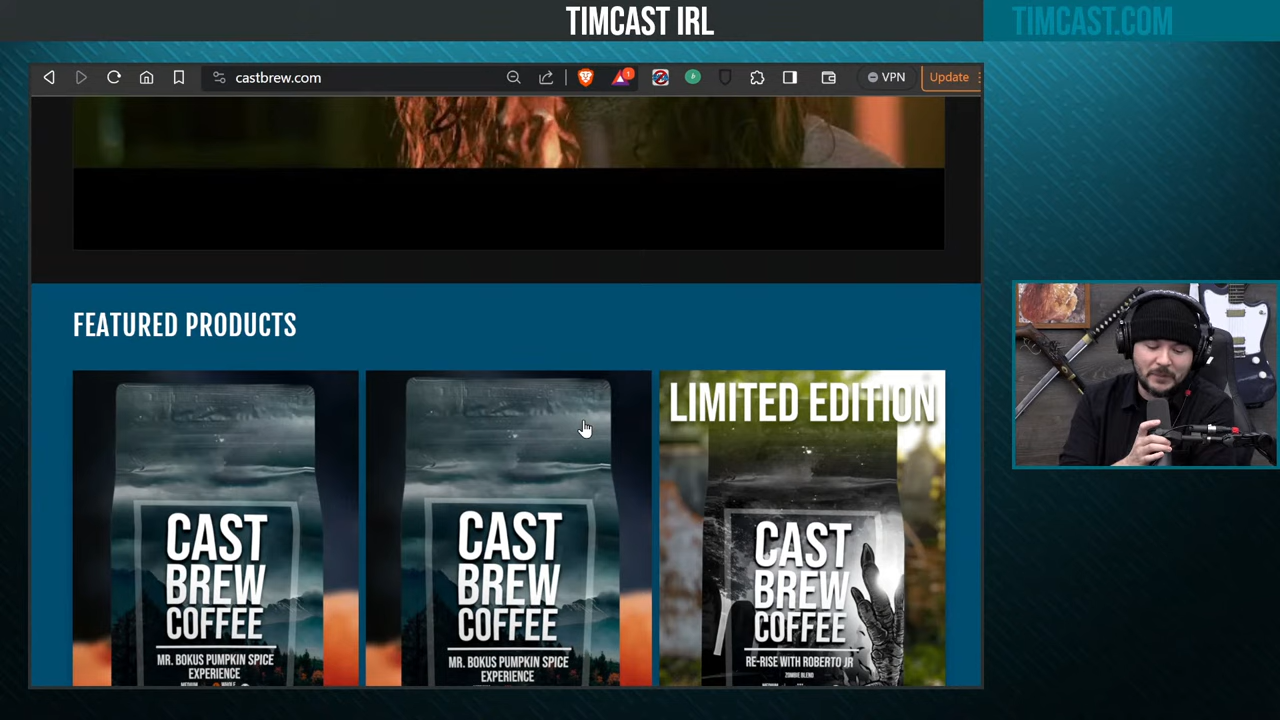 TIMCAST IRL
TIMCAST.COM
castbrew.com
1
b
VPN
Update
FEATURED PRODUCTS
LIMITED EDITION
CAST
BREW
COFFEE
MR. BOKUS PUMPKIN SPICE
EXPERIENCE
CAST
BREW
COFFEE
MR. BOKUS PUMPKIN SPICE
EXPERIENCE
CAST
BREW
COFFEE
RE-RISE WITH ROBERTO JR
ZOMBIE BLEND